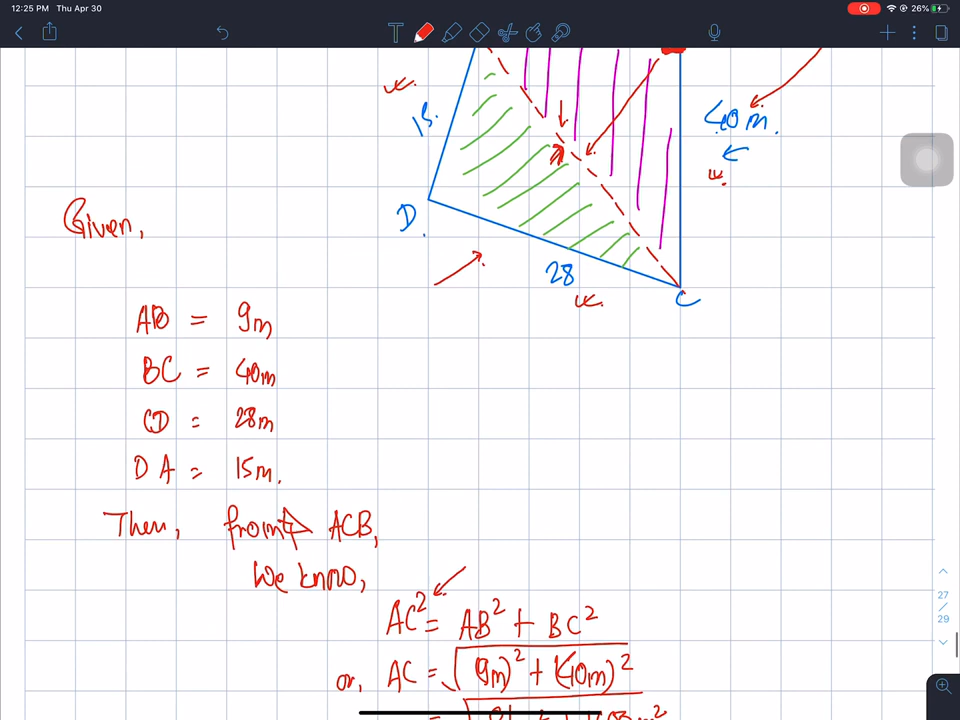 12:25 PM Thu Apr 30
26%
T
15.
40m.
D.
28
C
Given,
AB = 9m
BC = 40m
CD = 28m
DA = 15m.
Then, from ACB,
We know,
AC² = AB² + BC²
or, AC = √(9m)² + (40m)²
=
27
/
29